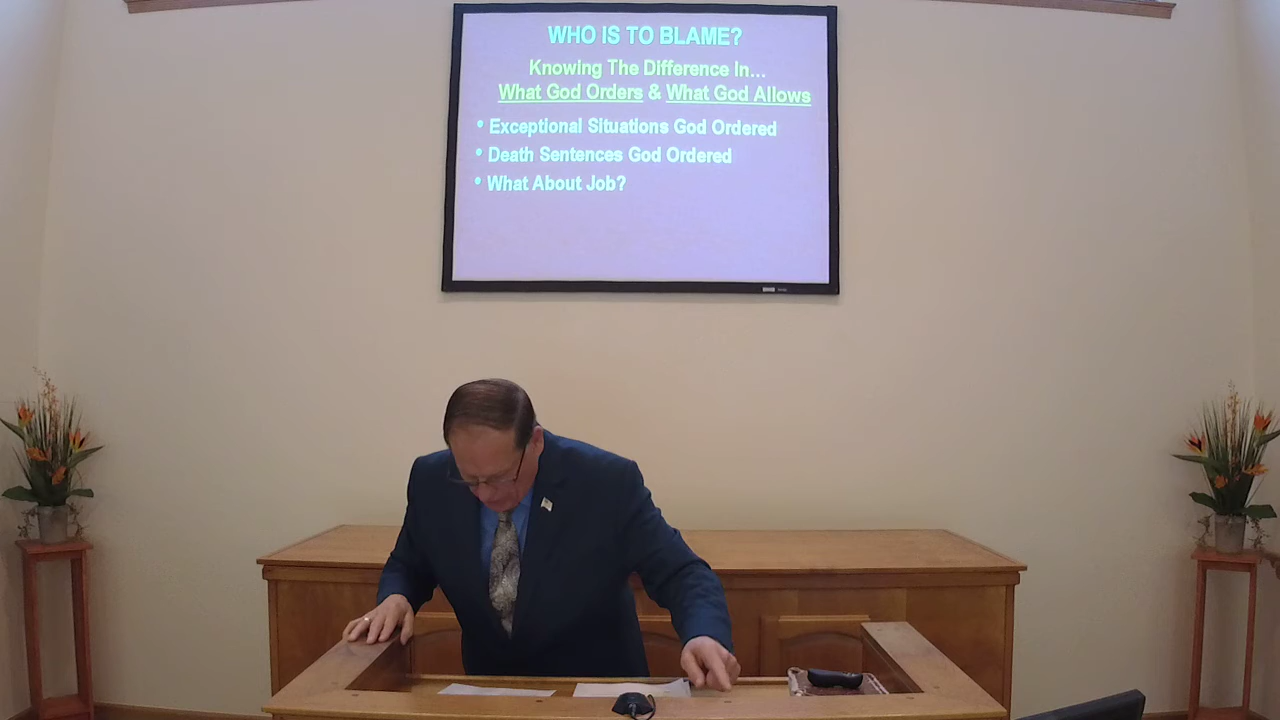 WHO IS TO BLAME?
Knowing The Difference In...
What God Orders & What God Allows
• Exceptional Situations God Ordered
• Death Sentences God Ordered
• What About Job?